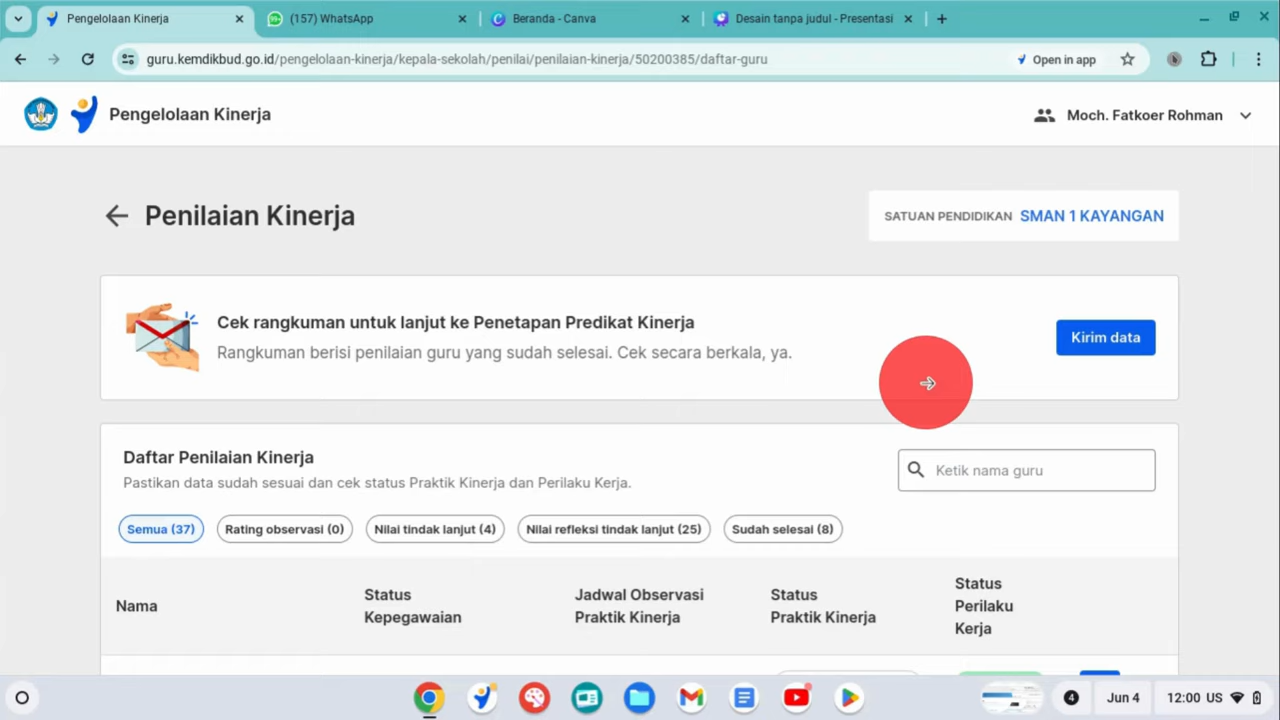 Pengelolaan Kinerja
(157) WhatsApp
Beranda - Canva
Desain tanpa judul - Presentasi
guru.kemdikbud.go.id/pengelolaan-kinerja/kepala-sekolah/penilai/penilaian-kinerja/50200385/daftar-guru
Open in app
Pengelolaan Kinerja
Moch. Fatkoer Rohman
Penilaian Kinerja
SATUAN PENDIDIKAN SMAN 1 KAYANGAN
Cek rangkuman untuk lanjut ke Penetapan Predikat Kinerja
Rangkuman berisi penilaian guru yang sudah selesai. Cek secara berkala, ya.
Kirim data
Daftar Penilaian Kinerja
Pastikan data sudah sesuai dan cek status Praktik Kinerja dan Perilaku Kerja.
Ketik nama guru
Semua (37)
Rating observasi (0)
Nilai tindak lanjut (4)
Nilai refleksi tindak lanjut (25)
Sudah selesai (8)
Nama
Status
Kepegawaian
Jadwal Observasi
Praktik Kinerja
Status
Praktik Kinerja
Status
Perilaku
Kerja
4
Jun 4
12:00 US